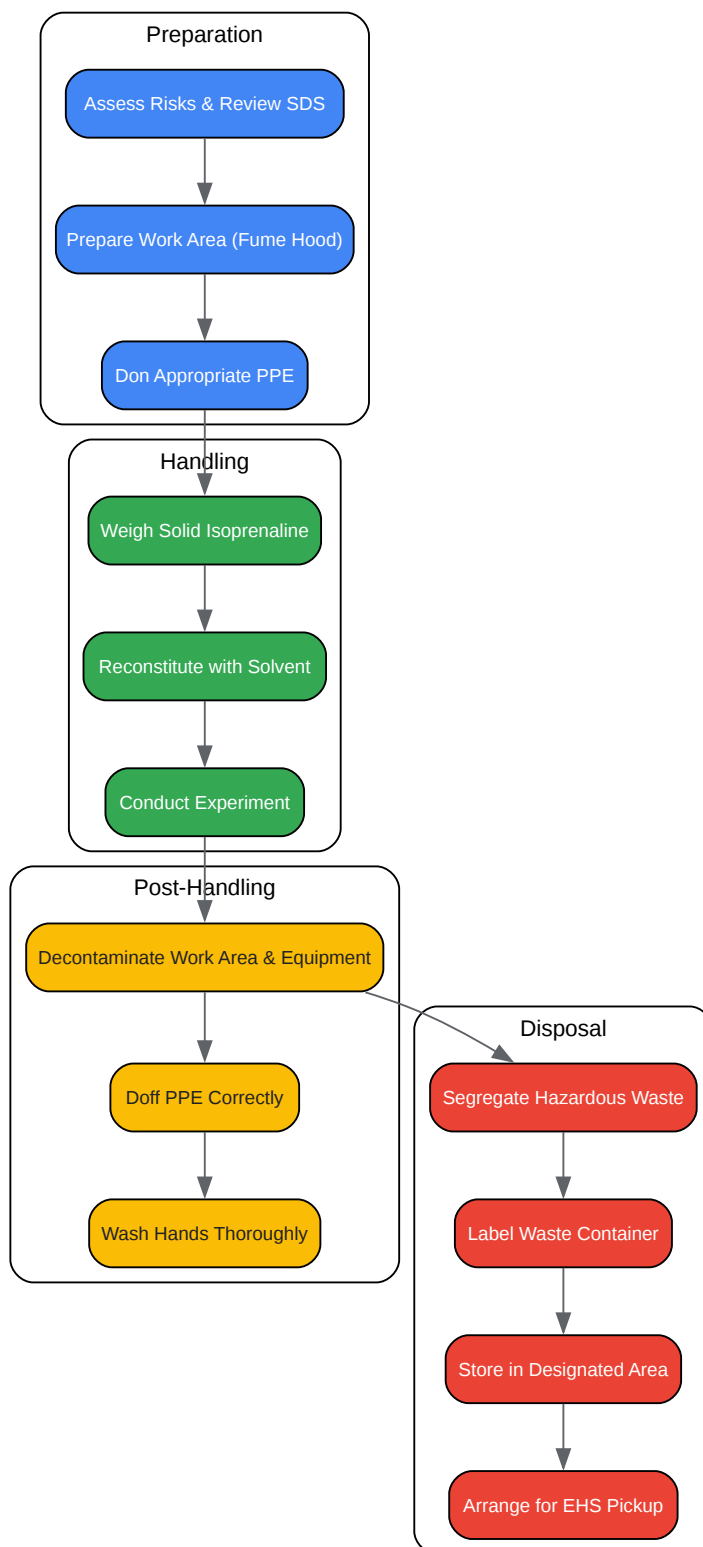 Preparation
Assess Risks & Review SDS
Prepare Work Area (Fume Hood)
Don Appropriate PPE
Handling
Weigh Solid Isoprenaline
Reconstitute with Solvent
Conduct Experiment
Post-Handling
Decontaminate Work Area & Equipment
Doff PPE Correctly
Wash Hands Thoroughly
Disposal
Segregate Hazardous Waste
Label Waste Container
Store in Designated Area
Arrange for EHS Pickup